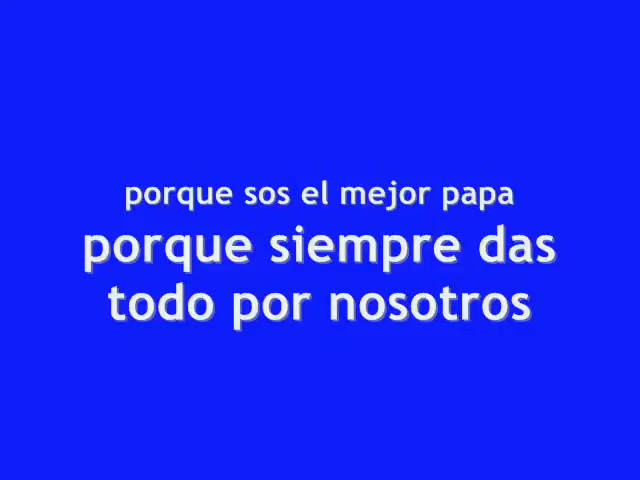 porque sos el mejor papa
porque siempre das
todo por nosotros